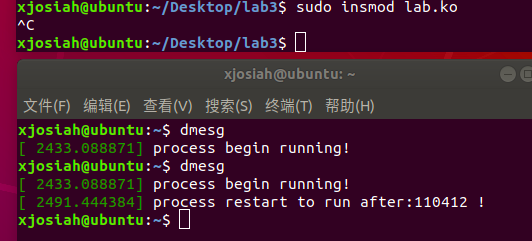 xjosiah@ubuntu:~/Desktop/lab3$ sudo insmod lab.ko
^C
xjosiah@ubuntu:~/Desktop/lab3$
xjosiah@ubuntu: ~
文件(F) 编辑(E) 查看(V) 搜索(S) 终端(T) 帮助(H)
xjosiah@ubuntu:~$ dmesg
[ 2433.088871] process begin running!
xjosiah@ubuntu:~$ dmesg
[ 2433.088871] process begin running!
[ 2491.444384] process restart to run after:110412 !
xjosiah@ubuntu:~$